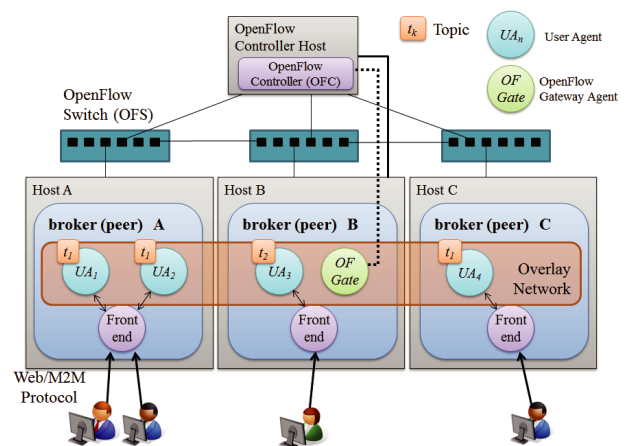 OpenFlow
Controller Host
OpenFlow
Controller (OFC)
t_k Topic
UA_n User Agent
OF
Gate
OpenFlow
Gateway Agent
OpenFlow
Switch (OFS)
Host A
Host B
Host C
broker (peer) A
broker (peer) B
broker (peer) C
t_1
t_1
t_2
t_1
UA_1
UA_2
UA_3
OF
Gate
UA_4
Overlay
Network
Front
end
Front
end
Front
end
Web/M2M
Protocol